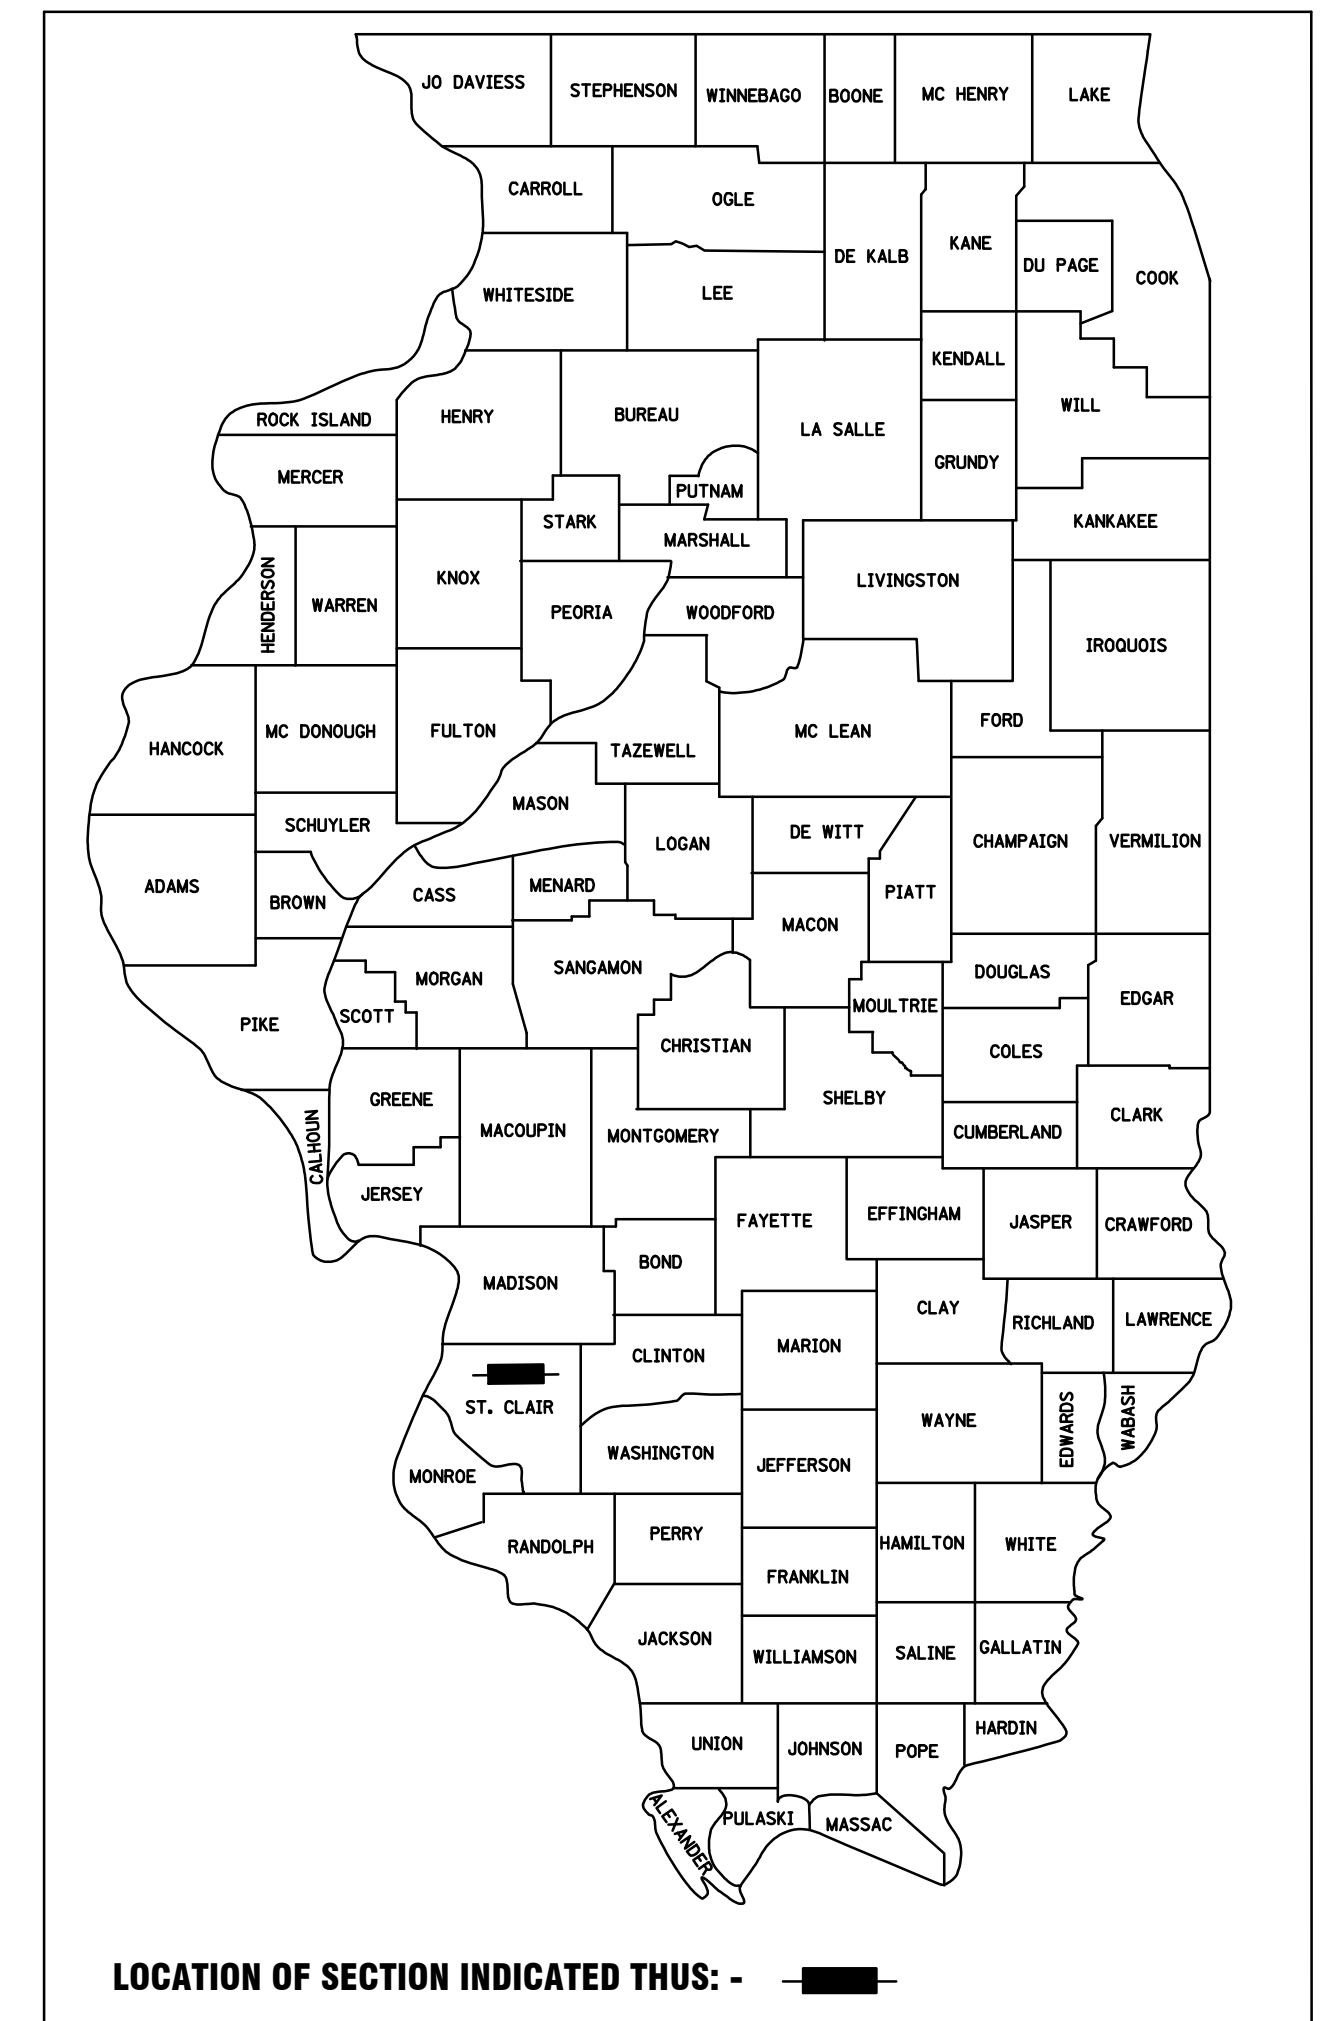 JO DAVIESS
STEPHENSON
WINNEBAGO
BOONE
MC HENRY
LAKE
CARROLL
OGLE
DE KALB
KANE
DU PAGE
COOK
WHITESIDE
LEE
KENDALL
ROCK ISLAND
HENRY
BUREAU
LA SALLE
WILL
GRUNDY
MERCER
PUTNAM
STARK
KANKAKEE
MARSHALL
HENDERSON
WARREN
KNOX
PEORIA
WOODFORD
LIVINGSTON
IROQUOIS
HANCOCK
MC DONOUGH
FULTON
TAZEWELL
MC LEAN
FORD
MASON
SCHUYLER
LOGAN
DE WITT
CHAMPAIGN
VERMILION
ADAMS
BROWN
CASS
MENARD
PIATT
MACON
MORGAN
SANGAMON
DOUGLAS
EDGAR
PIKE
SCOTT
MOULTRIE
CHRISTIAN
COLES
GREENE
SHELBY
CALHOUN
MACOUPIN
MONTGOMERY
CUMBERLAND
CLARK
JERSEY
FAYETTE
EFFINGHAM
JASPER
CRAWFORD
MADISON
BOND
CLAY
RICHLAND
LAWRENCE
CLINTON
MARION
ST. CLAIR
WAYNE
EDWARDS
WABASH
WASHINGTON
JEFFERSON
MONROE
RANDOLPH
PERRY
HAMILTON
WHITE
FRANKLIN
JACKSON
WILLIAMSON
SALINE
GALLATIN
UNION
JOHNSON
POPE
HARDIN
ALEXANDER
PULASKI
MASSAC
LOCATION OF SECTION INDICATED THUS: -